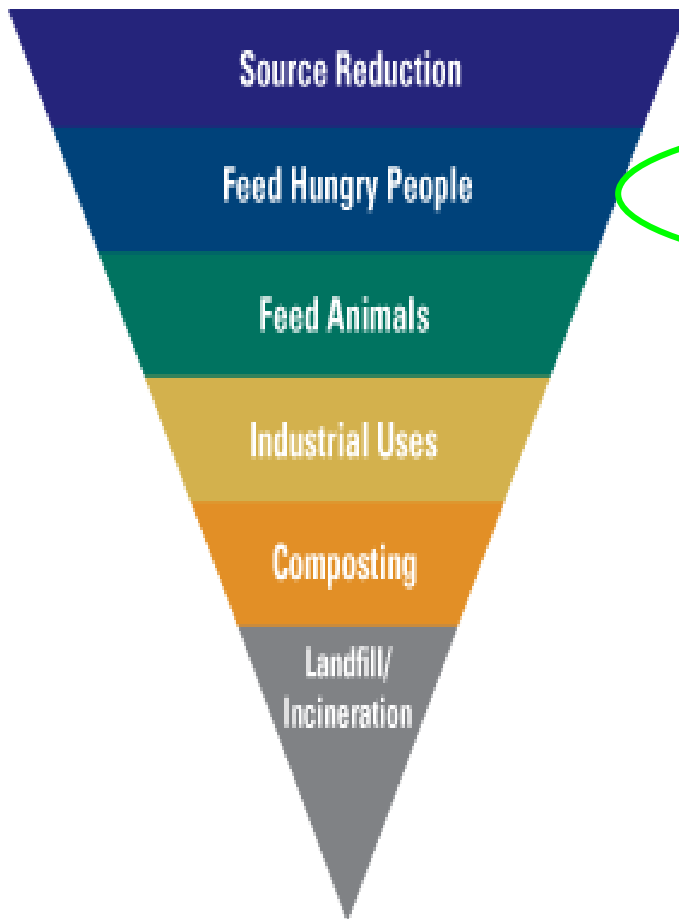 Source Reduction
Feed Hungry People
Feed Animals
Industrial Uses
Composting
Landfill/
Incineration